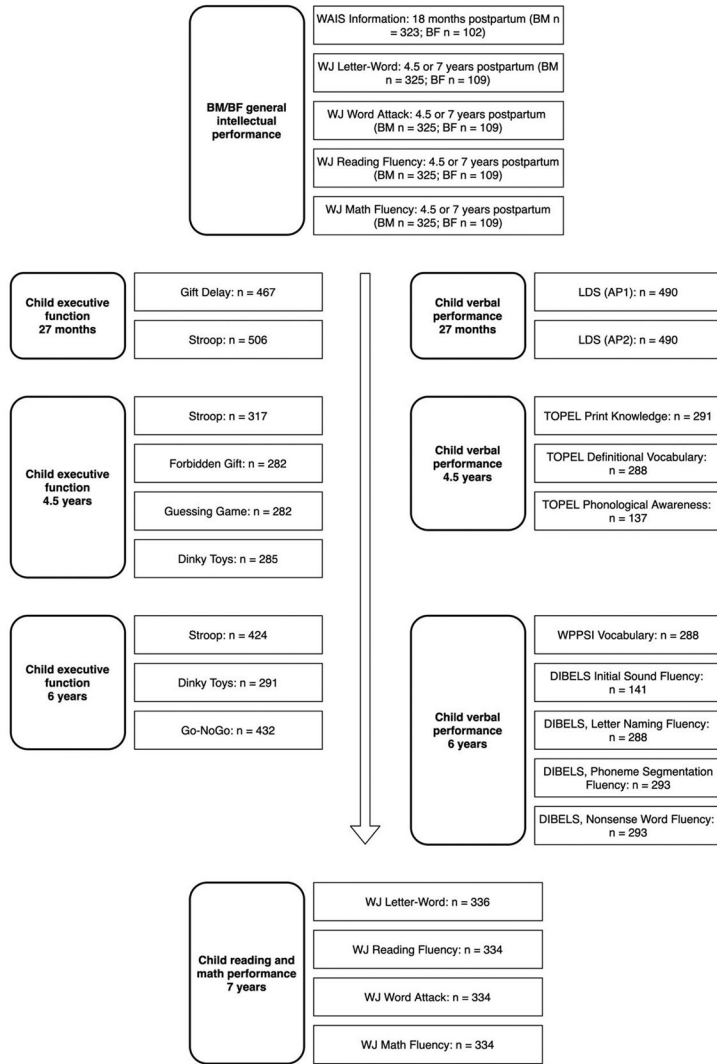 BM/BF general
intellectual
performance
WAIS Information: 18 months postpartum (BM n
= 323; BF n = 102)
WJ Letter-Word: 4.5 or 7 years postpartum (BM
n = 325; BF n = 109)
WJ Word Attack: 4.5 or 7 years postpartum
(BM n = 325; BF n = 109)
WJ Reading Fluency: 4.5 or 7 years postpartum
(BM n = 325; BF n = 109)
WJ Math Fluency: 4.5 or 7 years postpartum
(BM n = 325; BF n = 109)
Child executive
function
27 months
Gift Delay: n = 467
Stroop: n = 506
Child verbal
performance
27 months
LDS (AP1): n = 490
LDS (AP2): n = 490
Child executive
function
4.5 years
Stroop: n = 317
Forbidden Gift: n = 282
Guessing Game: n = 282
Dinky Toys: n = 285
Child verbal
performance
4.5 years
TOPEL Print Knowledge: n = 291
TOPEL Definitional Vocabulary:
n = 288
TOPEL Phonological Awareness:
n = 137
Child executive
function
6 years
Stroop: n = 424
Dinky Toys: n = 291
Go-NoGo: n = 432
Child verbal
performance
6 years
WPPSI Vocabulary: n = 288
DIBELS Initial Sound Fluency:
n = 141
DIBELS, Letter Naming Fluency:
n = 288
DIBELS, Phoneme Segmentation
Fluency: n = 293
DIBELS, Nonsense Word Fluency:
n = 293
Child reading and
math performance
7 years
WJ Letter-Word: n = 336
WJ Reading Fluency: n = 334
WJ Word Attack: n = 334
WJ Math Fluency: n = 334